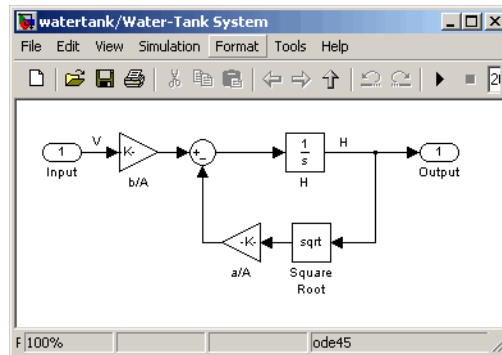 watertank/Water-Tank System
File Edit View Simulation Format Tools Help
1 V K- +_ 1 s H 1
Input b/A H Output
-K- sqrt
a/A Square
Root
100% ode45